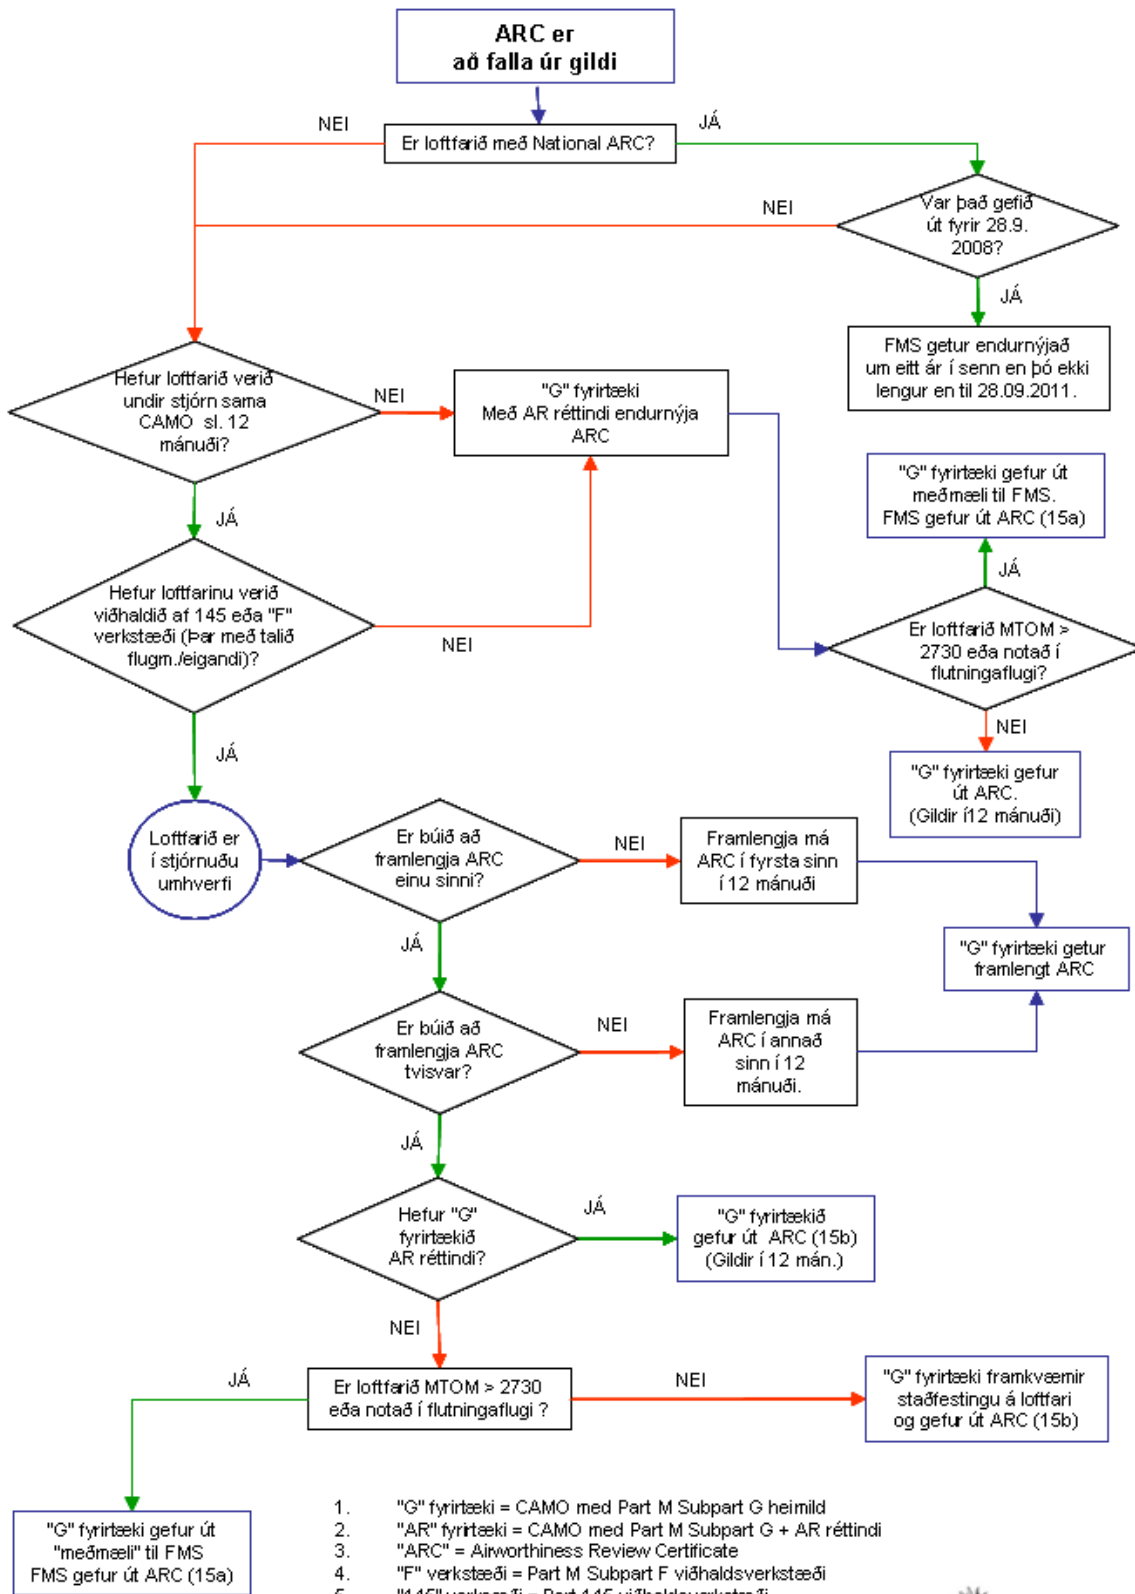 ARC er
að falla úr gildi
NEI
JÁ
Er loftfarið með National ARC?
NEI
Var það gefið
út fyrir 28.9.
2008?
JÁ
FMS getur endurnýjað
um eitt ár í senn en þó ekki
lengur en til 28.09.2011.
Hefur loftfarið verið
undir stjórn sama
CAMO sl. 12
mánuði?
NEI
"G" fyrirtæki
Með AR réttindi endurnýja
ARC
"G" fyrirtæki gefur út
meðmæli til FMS.
FMS gefur út ARC (15a)
JÁ
JÁ
Hefur loftfarinu verið
viðhaldið af 145 eða "F"
verkstæði (Þar með talið
flugm./eigandi)?
NEI
Er loftfarið MTOM >
2730 eða notað í
flutningaflugi?
NEI
JÁ
"G" fyrirtæki gefur
út ARC.
(Gildir í 12 mánuði)
Loftfarið er
í stjórnuðu
umhverfi
Er búið að
framlengja ARC
einu sinni?
NEI
Framlengja má
ARC í fyrsta sinn
í 12 mánuði
JÁ
"G" fyrirtæki getur
framlengt ARC
Er búið að
framlengja ARC
tvisvar?
NEI
Framlengja má
ARC í annað
sinn í 12
mánuði.
JÁ
Hefur "G"
fyrirtækið
AR réttindi?
JÁ
"G" fyrirtækið
gefur út ARC (15b)
(Gildir í 12 mán.)
NEI
JÁ
Er loftfarið MTOM > 2730
eða notað í flutningaflugi ?
NEI
"G" fyrirtæki framkvæmir
staðfestingu á loftfari
og gefur út ARC (15b)
"G" fyrirtæki gefur út
"meðmæli" til FMS
FMS gefur út ARC (15a)
1. "G" fyrirtæki = CAMO med Part M Subpart G heimild
2. "AR" fyrirtæki = CAMO med Part M Subpart G + AR réttindi
3. "ARC" = Airworthiness Review Certificate
4. "F" verkstæði = Part M Subpart F viðhaldsverkstæði